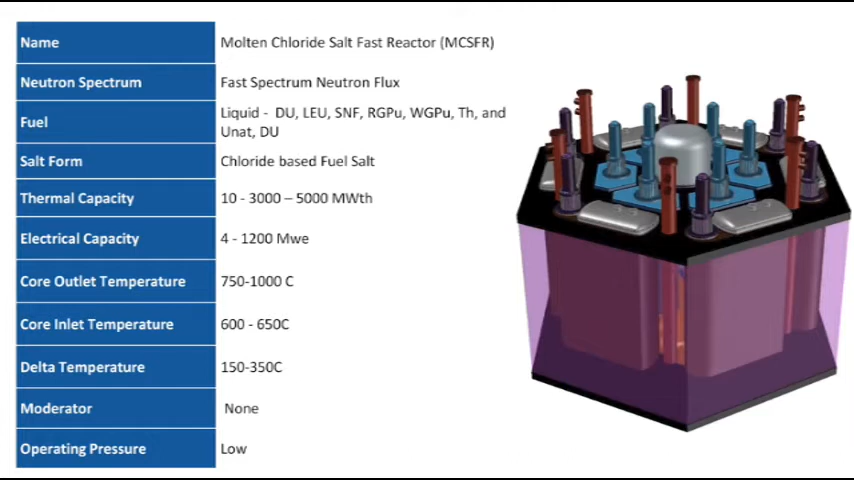 Name
Molten Chloride Salt Fast Reactor (MCSFR)
Neutron Spectrum
Fast Spectrum Neutron Flux
Fuel
Liquid - DU, LEU, SNF, RGPu, WGPu, Th, and
Unat, DU
Salt Form
Chloride based Fuel Salt
Thermal Capacity
10 - 3000 – 5000 MWth
Electrical Capacity
4 - 1200 Mwe
Core Outlet Temperature
750-1000 C
Core Inlet Temperature
600 - 650C
Delta Temperature
150-350C
Moderator
None
Operating Pressure
Low